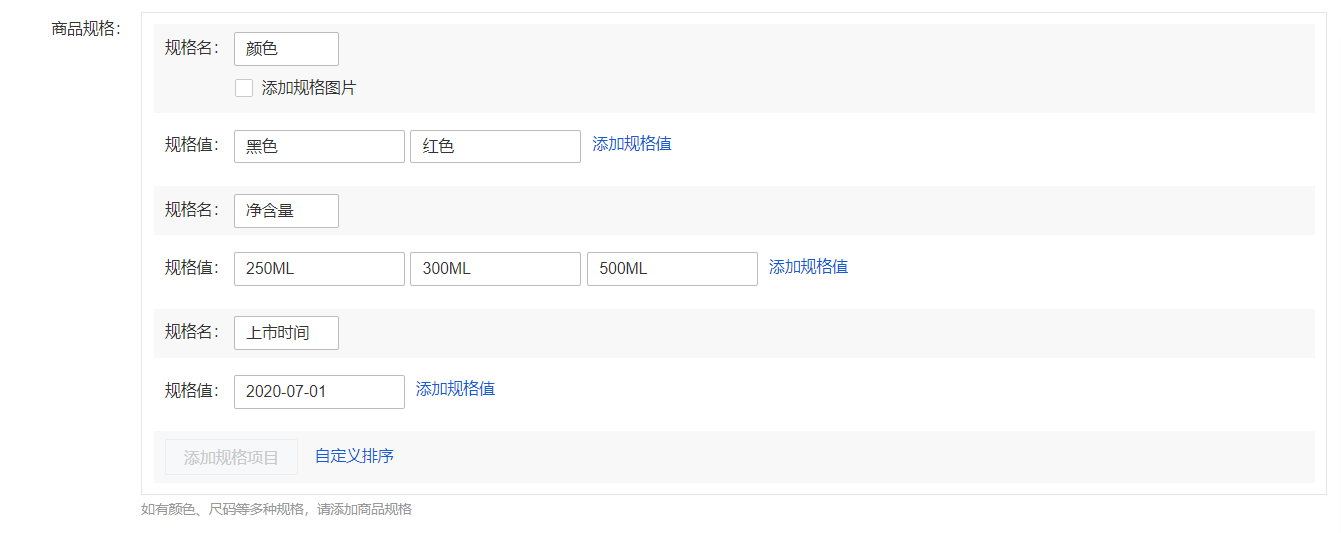 商品规格：
规格名： 颜色
添加规格图片
规格值： 黑色 红色 添加规格值
规格名： 净含量
规格值： 250ML 300ML 500ML 添加规格值
规格名： 上市时间
规格值： 2020-07-01 添加规格值
添加规格项目 自定义排序
如有颜色、尺码等多种规格，请添加商品规格